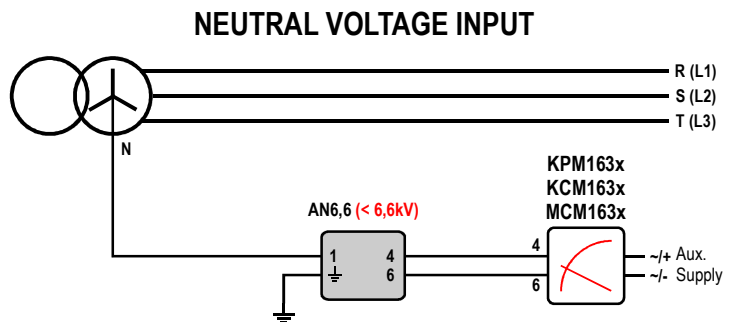 NEUTRAL VOLTAGE INPUT
R (L1)
S (L2)
T (L3)
N
KPM163x
KCM163x
MCM163x
AN6,6 (< 6,6kV)
1 4
6
4
6
~/+ Aux.
~/- Supply